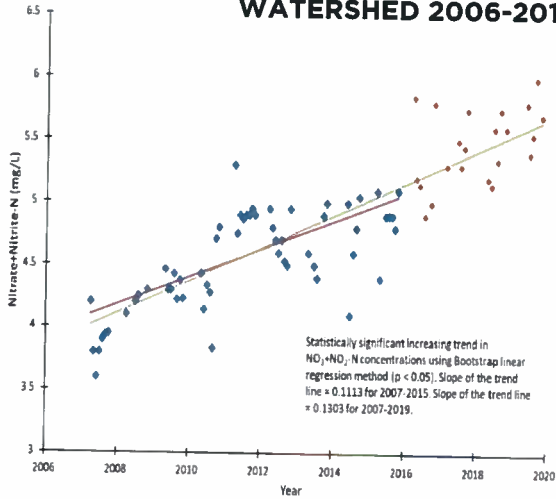 WATERSHED 2006-201
6.5
6
5.5
5
4.5
4
3.5
3
Nitrate+Nitrite-N (mg/L)
Statistically significant increasing trend in
NO₃+NO₂-N concentrations using Bootstrap linear
regression method (p < 0.05). Slope of the trend
line = 0.1113 for 2007-2015. Slope of the trend line
= 0.1303 for 2007-2019.
2006 2008 2010 2012 2014 2016 2018 2020
Year